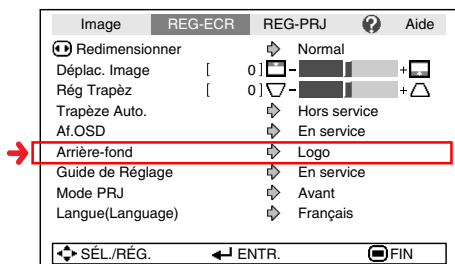 Image REG-ECR REG-PRJ ? Aide
Redimensionner Normal
Déplac. Image [ 0 ] - +
Rég Trapèz [ 0 ] - +
Trapèze Auto. Hors service
Af.OSD En service
Arrière-fond Logo
Guide de Réglage En service
Mode PRJ Avant
Langue(Language) Français
SÉL./RÉG. ENTR. FIN